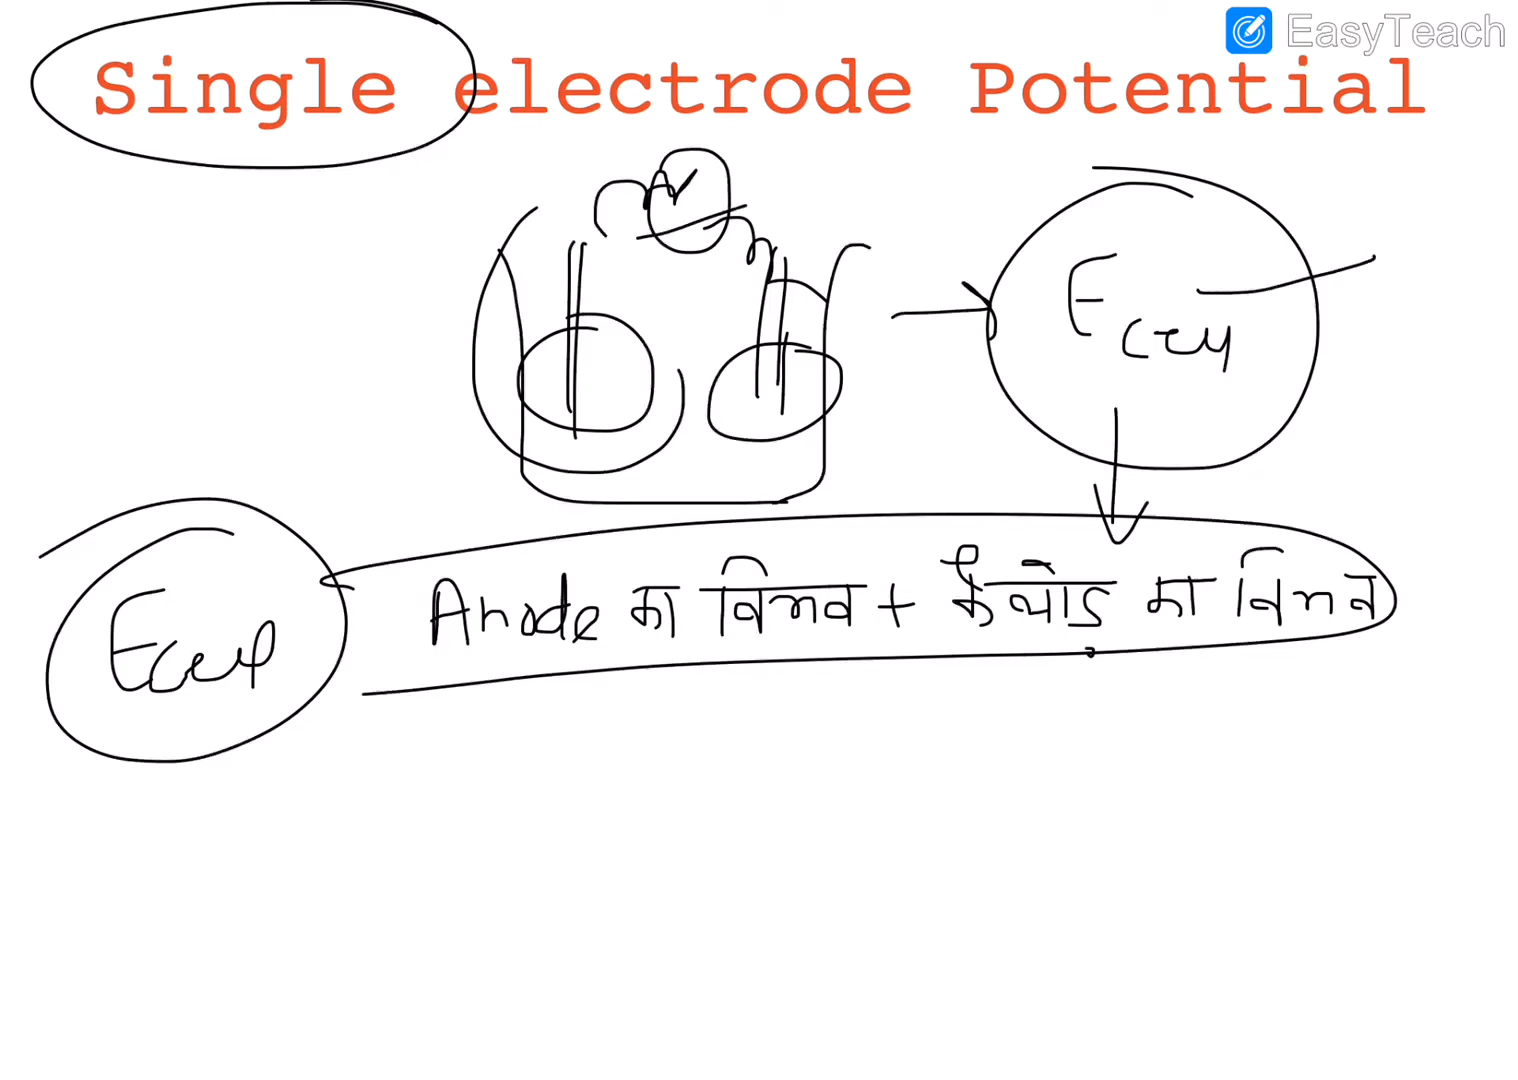 EasyTeach
Single electrode Potential
V
Ecell
Anode का विभव + कैथोड का विभव
Ecell